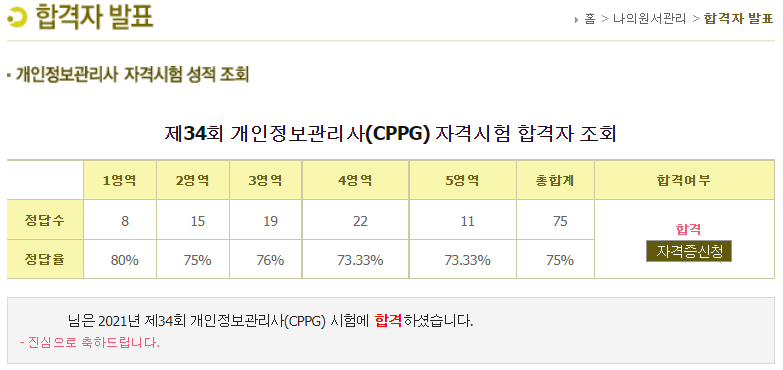 합격자 발표
홈 > 나의원서관리 > 합격자 발표
개인정보관리사 자격시험 성적 조회
제34회 개인정보관리사(CPPG) 자격시험 합격자 조회
1영역 2영역 3영역 4영역 5영역 총합계 합격여부
정답수 8 15 19 22 11 75
합격
자격증신청
정답율 80% 75% 76% 73.33% 73.33% 75%
님은 2021년 제34회 개인정보관리사(CPPG) 시험에 합격하셨습니다.
- 진심으로 축하드립니다.